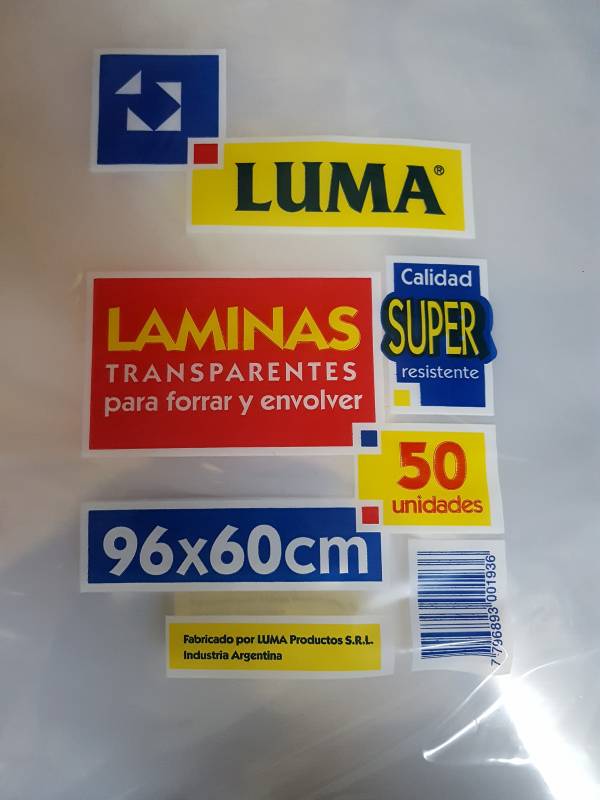 LUMA®
LAMINAS
TRANSPARENTES
para forrar y envolver
Calidad
SUPER
resistente
50
unidades
96x60cm
Fabricado por LUMA Productos S.R.L.
Industria Argentina
7 796893 001936